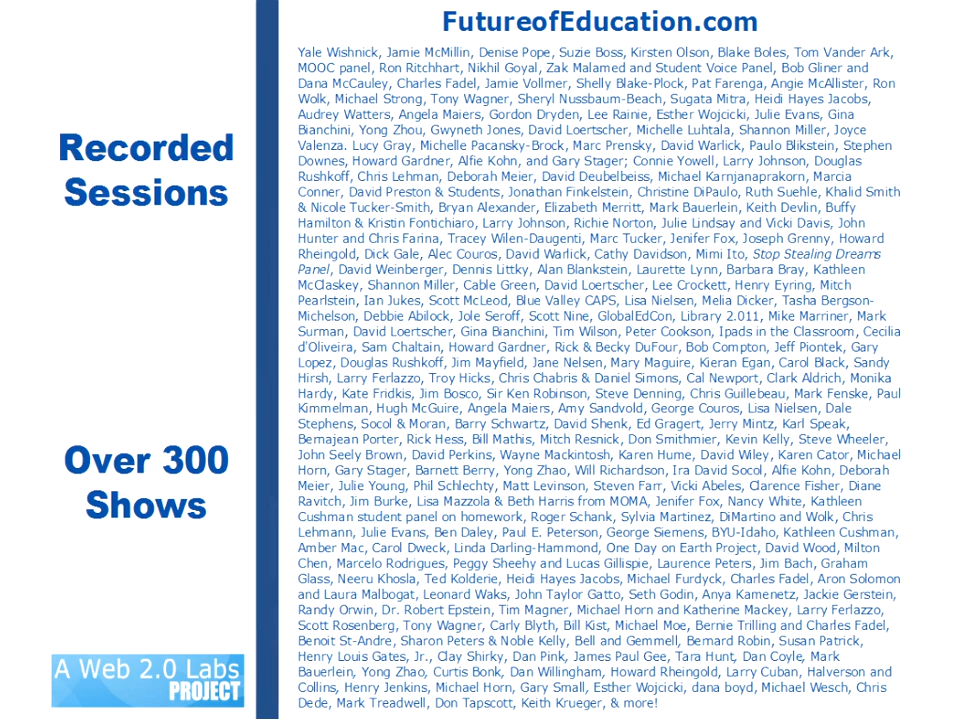 FutureofEducation.com
Recorded
Sessions
Over 300
Shows
A Web 2.0 Labs
PROJECT
Yale Wishnick, Jamie McMillin, Denise Pope, Suzie Boss, Kirsten Olson, Blake Boles, Tom Vander Ark,
MOOC panel, Ron Ritchhart, Nikhil Goyal, Zak Malamed and Student Voice Panel, Bob Gliner and
Dana McCauley, Charles Fadel, Jamie Vollmer, Shelly Blake-Plock, Pat Farenga, Angie McAllister, Ron
Wolk, Michael Strong, Tony Wagner, Sheryl Nussbaum-Beach, Sugata Mitra, Heidi Hayes Jacobs,
Audrey Watters, Angela Maiers, Gordon Dryden, Lee Rainie, Esther Wojcicki, Julie Evans, Gina
Bianchini, Yong Zhou, Gwyneth Jones, David Loertscher, Michelle Luhtala, Shannon Miller, Joyce
Valenza. Lucy Gray, Michelle Pacansky-Brock, Marc Prensky, David Warlick, Paulo Blikstein, Stephen
Downes, Howard Gardner, Alfie Kohn, and Gary Stager; Connie Yowell, Larry Johnson, Douglas
Rushkoff, Chris Lehman, Deborah Meier, David Deubelbeiss, Michael Karnjanaprakorn, Marcia
Conner, David Preston & Students, Jonathan Finkelstein, Christine DiPaulo, Ruth Suehle, Khalid Smith
& Nicole Tucker-Smith, Bryan Alexander, Elizabeth Merritt, Mark Bauerlein, Keith Devlin, Buffy
Hamilton & Kristin Fontichiaro, Larry Johnson, Richie Norton, Julie Lindsay and Vicki Davis, John
Hunter and Chris Farina, Tracey Wilen-Daugenti, Marc Tucker, Jenifer Fox, Joseph Grenny, Howard
Rheingold, Dick Gale, Alec Couros, David Warlick, Cathy Davidson, Mimi Ito, Stop Stealing Dreams
Panel, David Weinberger, Dennis Littky, Alan Blankstein, Laurette Lynn, Barbara Bray, Kathleen
McClaskey, Shannon Miller, Cable Green, David Loertscher, Lee Crockett, Henry Eyring, Mitch
Pearlstein, Ian Jukes, Scott McLeod, Blue Valley CAPS, Lisa Nielsen, Melia Dicker, Tasha Bergson-
Michelson, Debbie Abilock, Jole Seroff, Scott Nine, GlobalEdCon, Library 2.011, Mike Marriner, Mark
Surman, David Loertscher, Gina Bianchini, Tim Wilson, Peter Cookson, Ipads in the Classroom, Cecilia
d'Oliveira, Sam Chaltain, Howard Gardner, Rick & Becky DuFour, Bob Compton, Jeff Piontek, Gary
Lopez, Douglas Rushkoff, Jim Mayfield, Jane Nelsen, Mary Maguire, Kieran Egan, Carol Black, Sandy
Hirsh, Larry Ferlazzo, Troy Hicks, Chris Chabris & Daniel Simons, Cal Newport, Clark Aldrich, Monika
Hardy, Kate Fridkis, Jim Bosco, Sir Ken Robinson, Steve Denning, Chris Guillebeau, Mark Fenske, Paul
Kimmelman, Hugh McGuire, Angela Maiers, Amy Sandvold, George Couros, Lisa Nielsen, Dale
Stephens, Socol & Moran, Barry Schwartz, David Shenk, Ed Gragert, Jerry Mintz, Karl Speak,
Bernajean Porter, Rick Hess, Bill Mathis, Mitch Resnick, Don Smithmier, Kevin Kelly, Steve Wheeler,
John Seely Brown, David Perkins, Wayne Mackintosh, Karen Hume, David Wiley, Karen Cator, Michael
Horn, Gary Stager, Barnett Berry, Yong Zhao, Will Richardson, Ira David Socol, Alfie Kohn, Deborah
Meier, Julie Young, Phil Schlechty, Matt Levinson, Steven Farr, Vicki Abeles, Clarence Fisher, Diane
Ravitch, Jim Burke, Lisa Mazzola & Beth Harris from MOMA, Jenifer Fox, Nancy White, Kathleen
Cushman student panel on homework, Roger Schank, Sylvia Martinez, DiMartino and Wolk, Chris
Lehmann, Julie Evans, Ben Daley, Paul E. Peterson, George Siemens, BYU-Idaho, Kathleen Cushman,
Amber Mac, Carol Dweck, Linda Darling-Hammond, One Day on Earth Project, David Wood, Milton
Chen, Marcelo Rodrigues, Peggy Sheehy and Lucas Gillispie, Laurence Peters, Jim Bach, Graham
Glass, Neeru Khosla, Ted Kolderie, Heidi Hayes Jacobs, Michael Furdyck, Charles Fadel, Aron Solomon
and Laura Malbogat, Leonard Waks, John Taylor Gatto, Seth Godin, Anya Kamenetz, Jackie Gerstein,
Randy Orwin, Dr. Robert Epstein, Tim Magner, Michael Horn and Katherine Mackey, Larry Ferlazzo,
Scott Rosenberg, Tony Wagner, Carly Blyth, Bill Kist, Michael Moe, Bernie Trilling and Charles Fadel,
Benoit St-Andre, Sharon Peters & Noble Kelly, Bell and Gemmell, Bernard Robin, Susan Patrick,
Henry Louis Gates, Jr., Clay Shirky, Dan Pink, James Paul Gee, Tara Hunt, Dan Coyle, Mark
Bauerlein, Yong Zhao, Curtis Bonk, Dan Willingham, Howard Rheingold, Larry Cuban, Halverson and
Collins, Henry Jenkins, Michael Horn, Gary Small, Esther Wojcicki, dana boyd, Michael Wesch, Chris
Dede, Mark Treadwell, Don Tapscott, Keith Krueger, & more!